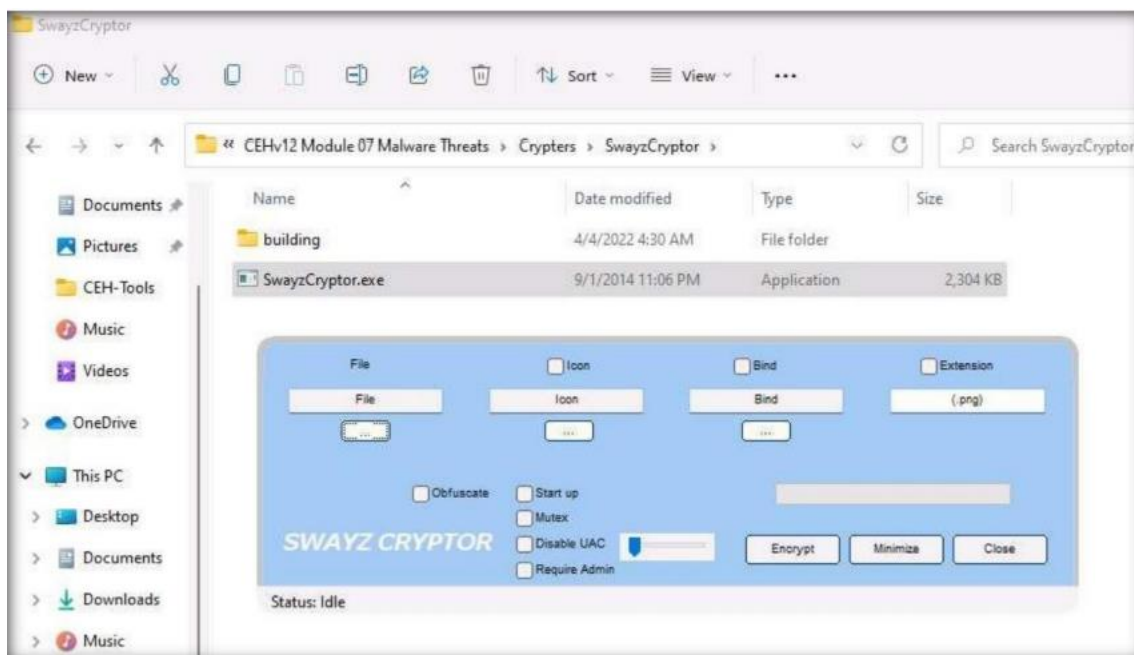 SwayzCryptor
New Sort View ...
« CEHv12 Module 07 Malware Threats > Crypters > SwayzCryptor > Search SwayzCryptor
Name Date modified Type Size
Documents
building 4/4/2022 4:30 AM File folder
Pictures
SwayzCryptor.exe 9/1/2014 11:06 PM Application 2,304 KB
CEH-Tools
Music
Videos
OneDrive
This PC
Desktop
Documents
Downloads
Music
File Icon Bind Extension
File Icon Bind (.png)
... ... ...
Obfuscate Start up
Mutex
SWAYZ CRYPTOR Disable UAC Encrypt Minimize Close
Require Admin
Status: Idle